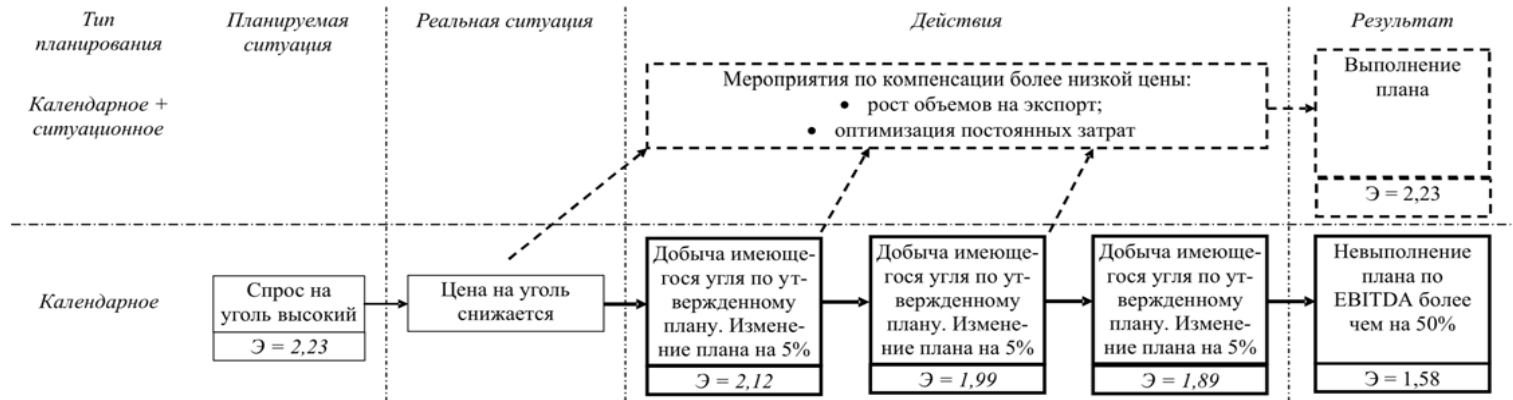 Тип
планирования
Планируемая
ситуация
Реальная ситуация
Действия
Результат
Календарное +
ситуационное
Мероприятия по компенсации более низкой цены:
• рост объемов на экспорт;
• оптимизация постоянных затрат
Выполнение
плана
Э = 2,23
Календарное
Спрос на
уголь высокий
Э = 2,23
Цена на уголь
снижается
Добыча имеюще-
гося угля по ут-
вержденному
плану. Измене-
ние плана на 5%
Э = 2,12
Добыча имеюще-
гося угля по ут-
вержденному
плану. Измене-
ние плана на 5%
Э = 1,99
Добыча имеюще-
гося угля по ут-
вержденному
плану. Измене-
ние плана на 5%
Э = 1,89
Невыполнение
плана по
EBITDA более
чем на 50%
Э = 1,58